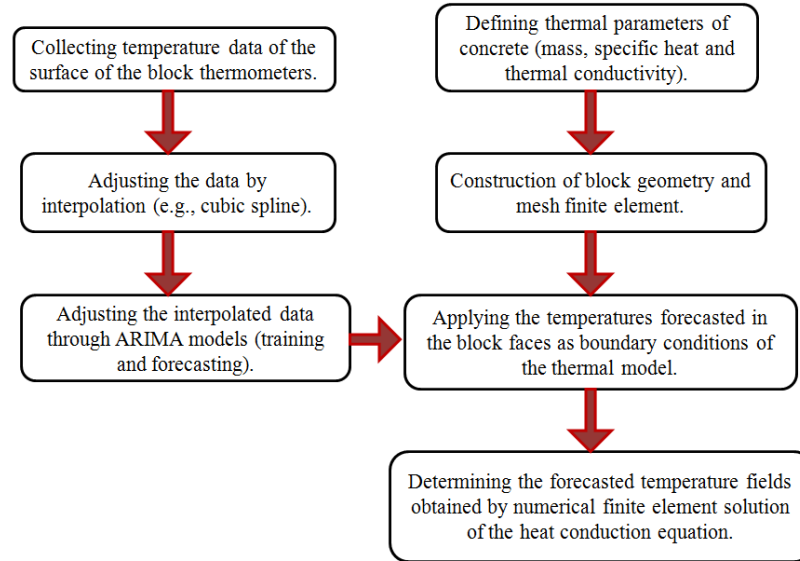 Collecting temperature data of the
surface of the block thermometers.
Adjusting the data by
interpolation (e.g., cubic spline).
Adjusting the interpolated data
through ARIMA models (training
and forecasting).
Defining thermal parameters of
concrete (mass, specific heat and
thermal conductivity).
Construction of block geometry and
mesh finite element.
Applying the temperatures forecasted in
the block faces as boundary conditions of
the thermal model.
Determining the forecasted temperature fields
obtained by numerical finite element solution
of the heat conduction equation.